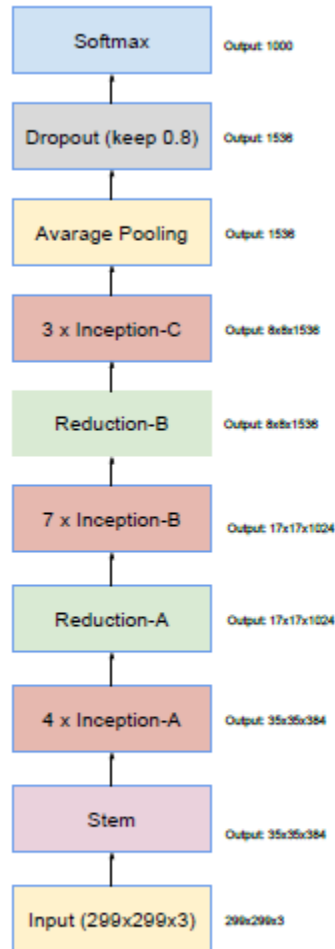 Softmax Output: 1000
Dropout (keep 0.8) Output: 1536
Avarage Pooling Output: 1536
3 x Inception-C Output: 8x8x1536
Reduction-B Output: 8x8x1536
7 x Inception-B Output: 17x17x1024
Reduction-A Output: 17x17x1024
4 x Inception-A Output: 35x35x384
Stem Output: 35x35x384
Input (299x299x3) 299x299x3